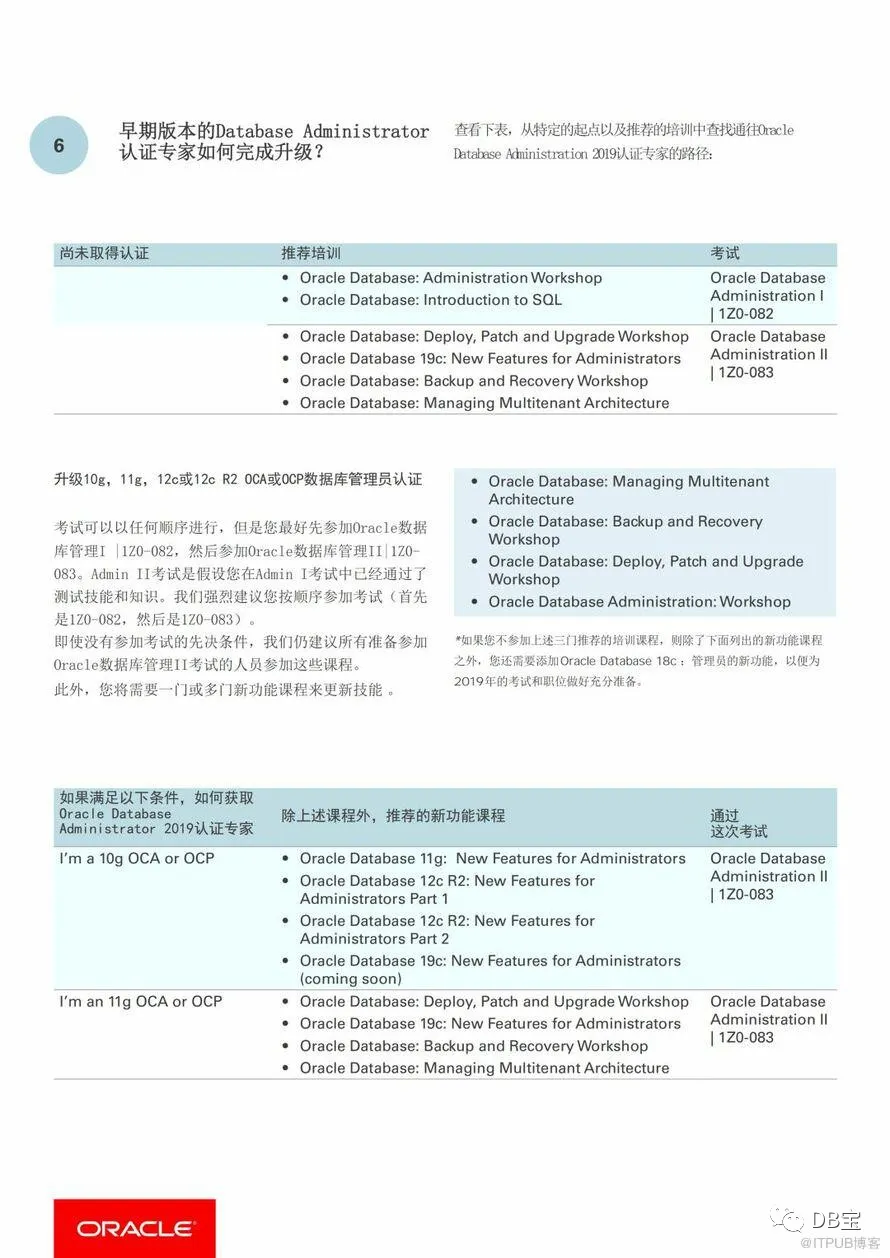 6
早期版本的Database Administrator
认证专家如何完成升级?
查看下表, 从特定的起点以及推荐的培训中查找通往Oracle
Database Administration 2019认证专家的路径:
尚未取得认证
推荐培训
考试
• Oracle Database: Administration Workshop
• Oracle Database: Introduction to SQL
Oracle Database
Administration I
| 1Z0-082
• Oracle Database: Deploy, Patch and Upgrade Workshop
• Oracle Database 19c: New Features for Administrators
• Oracle Database: Backup and Recovery Workshop
• Oracle Database: Managing Multitenant Architecture
Oracle Database
Administration II
| 1Z0-083
升级10g, 11g, 12c或12c R2 OCA或OCP数据库管理员认证
考试可以以任何顺序进行, 但是您最好先参加Oracle数据
库管理I |1Z0-082, 然后参加Oracle数据库管理II|1Z0-
083。Admin II考试是假设您在Admin I考试中已经通过了
测试技能和知识。我们强烈建议您按顺序参加考试(首先
是1Z0-082, 然后是1Z0-083)。
即使没有参加考试的先决条件, 我们仍建议所有准备参加
Oracle数据库管理II考试的人员参加这些课程。
此外, 您将需要一门或多门新功能课程来更新技能 。
• Oracle Database: Managing Multitenant
Architecture
• Oracle Database: Backup and Recovery
Workshop
• Oracle Database: Deploy, Patch and Upgrade
Workshop
• Oracle Database Administration: Workshop
*如果您不参加上述三门推荐的培训课程, 则除了下面列出的新功能课程
之外, 您还需要添加Oracle Database 18c : 管理员的新功能, 以便为
2019年的考试和职位做好充分准备。
如果满足以下条件, 如何获取
Oracle Database
Administrator 2019认证专家
除上述课程外, 推荐的新功能课程
通过
这次考试
I'm a 10g OCA or OCP
• Oracle Database 11g: New Features for Administrators
• Oracle Database 12c R2: New Features for
Administrators Part 1
• Oracle Database 12c R2: New Features for
Administrators Part 2
• Oracle Database 19c: New Features for Administrators
(coming soon)
Oracle Database
Administration II
| 1Z0-083
I'm an 11g OCA or OCP
• Oracle Database: Deploy, Patch and Upgrade Workshop
• Oracle Database 19c: New Features for Administrators
• Oracle Database: Backup and Recovery Workshop
• Oracle Database: Managing Multitenant Architecture
Oracle Database
Administration II
| 1Z0-083
ORACLE
DB宝
@ITPUB博客